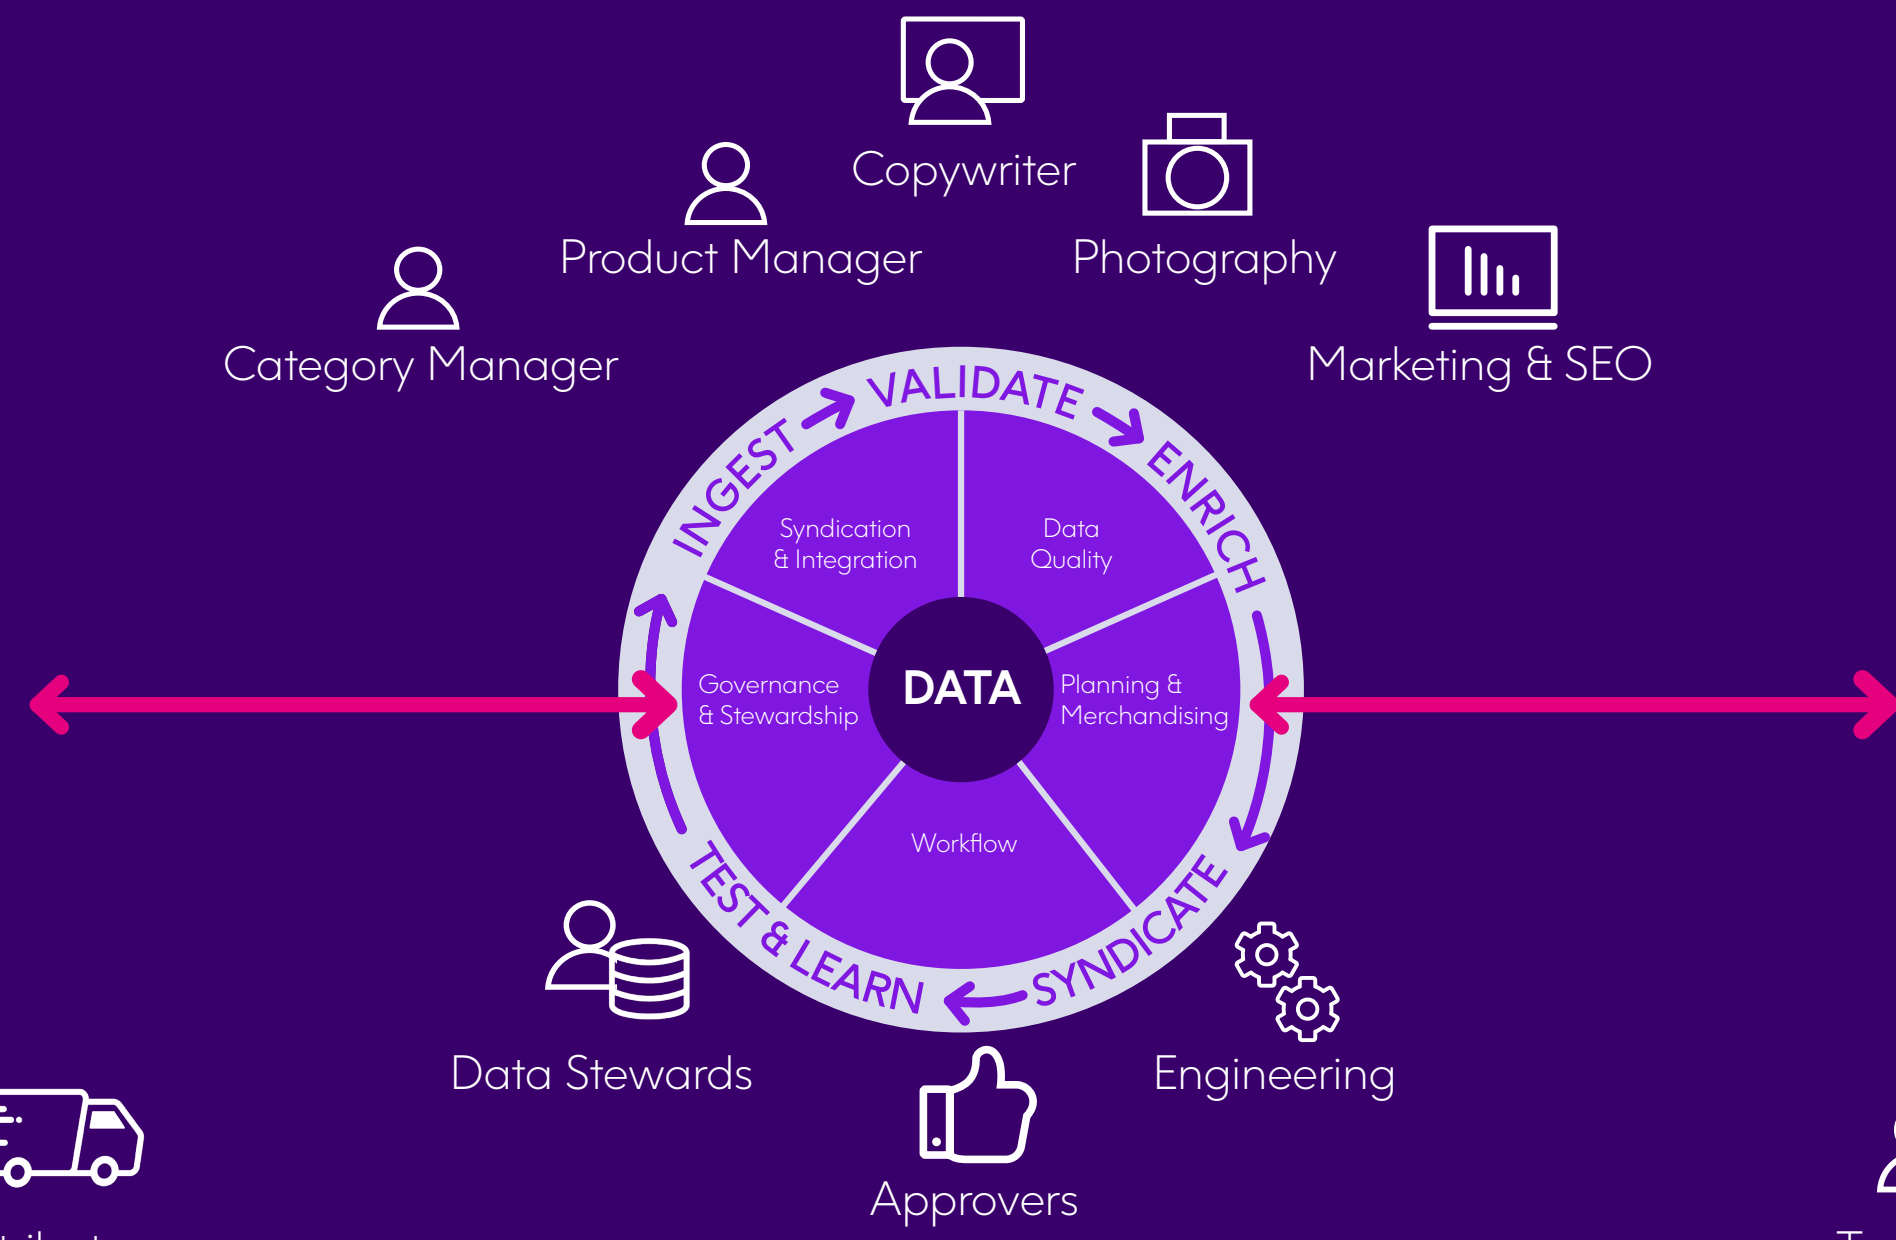 Copywriter
Product Manager
Photography
Category Manager
Marketing & SEO
INGEST
VALIDATE
ENRICH
Syndication
& Integration
Data
Quality
Governance
& Stewardship
DATA
Planning &
Merchandising
Workflow
TEST & LEARN
SYNDICATE
Data Stewards
Engineering
Approvers